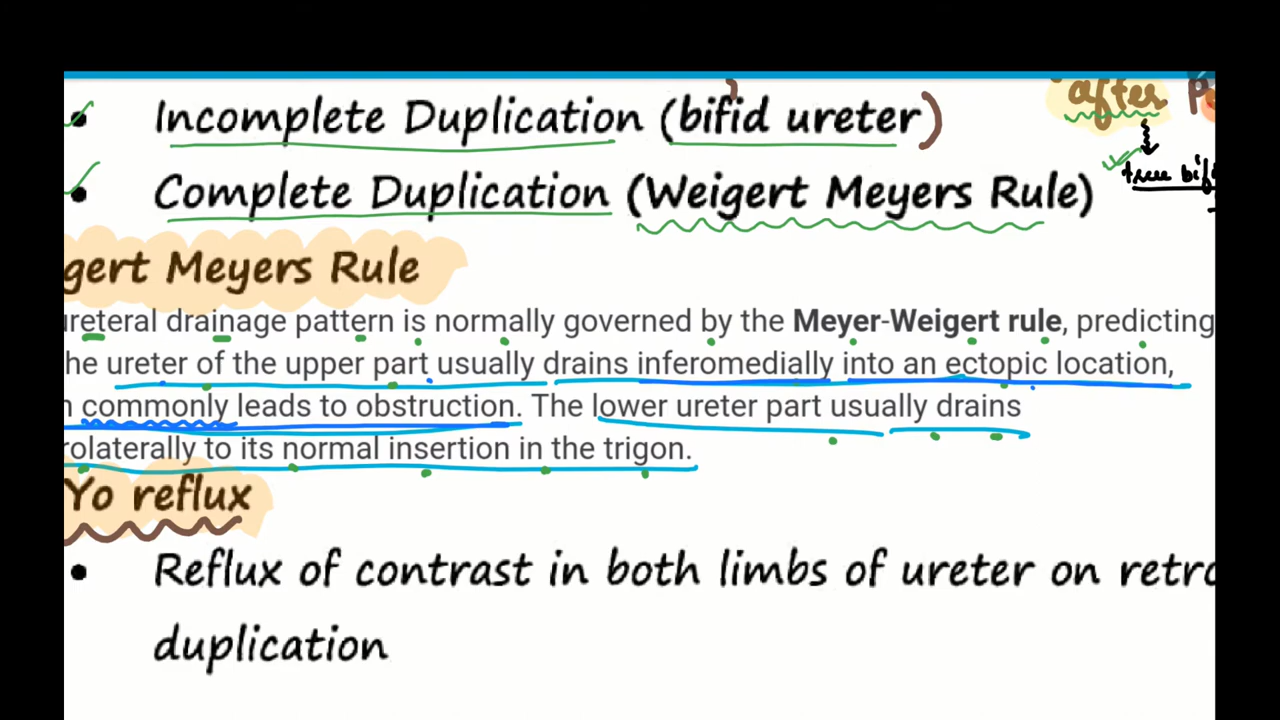 after
• Incomplete Duplication (bifid ureter)
true bif
• Complete Duplication (Weigert Meyers Rule)
gert Meyers Rule
ureteral drainage pattern is normally governed by the Meyer-Weigert rule, predicting
he ureter of the upper part usually drains inferomedially into an ectopic location,
h commonly leads to obstruction. The lower ureter part usually drains
rolaterally to its normal insertion in the trigon.
Yo reflux
• Reflux of contrast in both limbs of ureter on retro
duplication